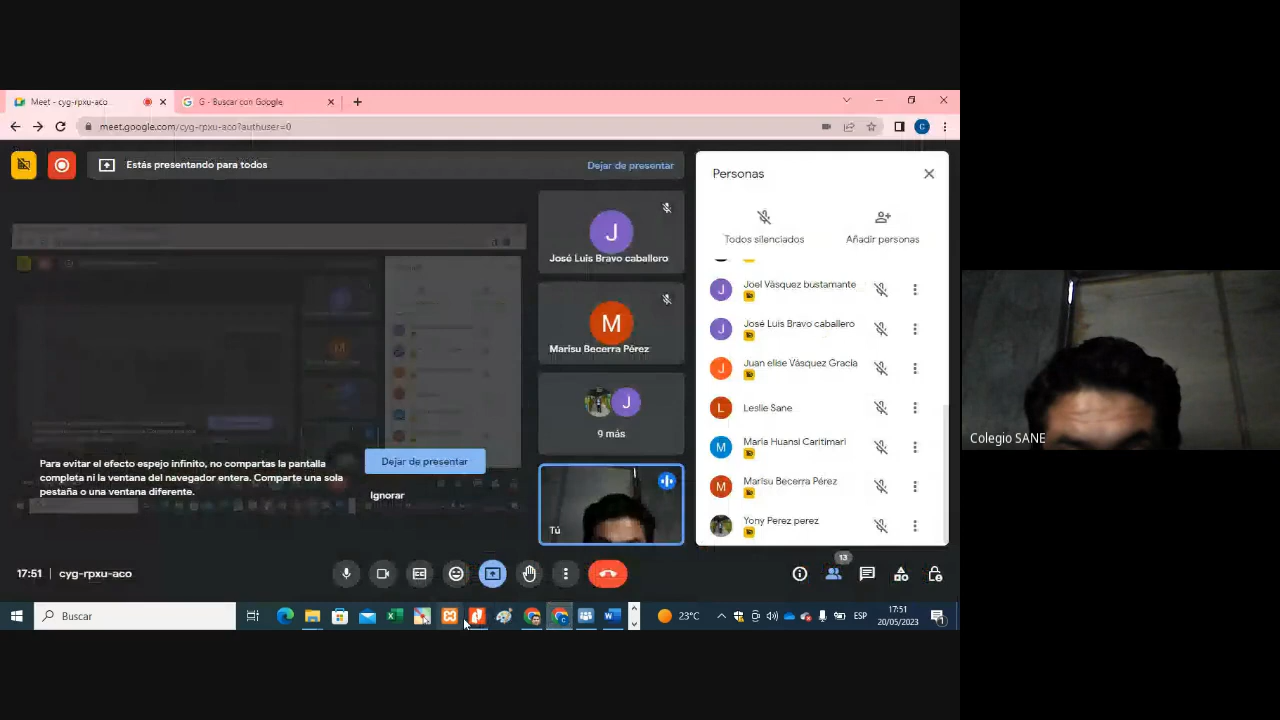 Meet - cyg-rpxu-aco
G - Buscar con Google
meet.google.com/cyg-rpxu-aco?authuser=0
Estás presentando para todos
Dejar de presentar
Personas
Todos silenciados
Añadir personas
José Luis Bravo caballero
Marisu Becerra Pérez
9 más
Tú
Joel Vàsquez bustamante
José Luis Bravo caballero
Juan elise Vásquez Gracia
Leslie Sane
Maria Huansi Caritimari
Marisu Becerra Pérez
Yony Perez perez
Para evitar el efecto espejo infinito, no compartas la pantalla
completa ni la ventana del navegador entera. Comparte una sola
pestaña o una ventana diferente.
Dejar de presentar
Ignorar
Colegio SANE
17:51 | cyg-rpxu-aco
13
Buscar
23°C
ESP
17:51
20/05/2023